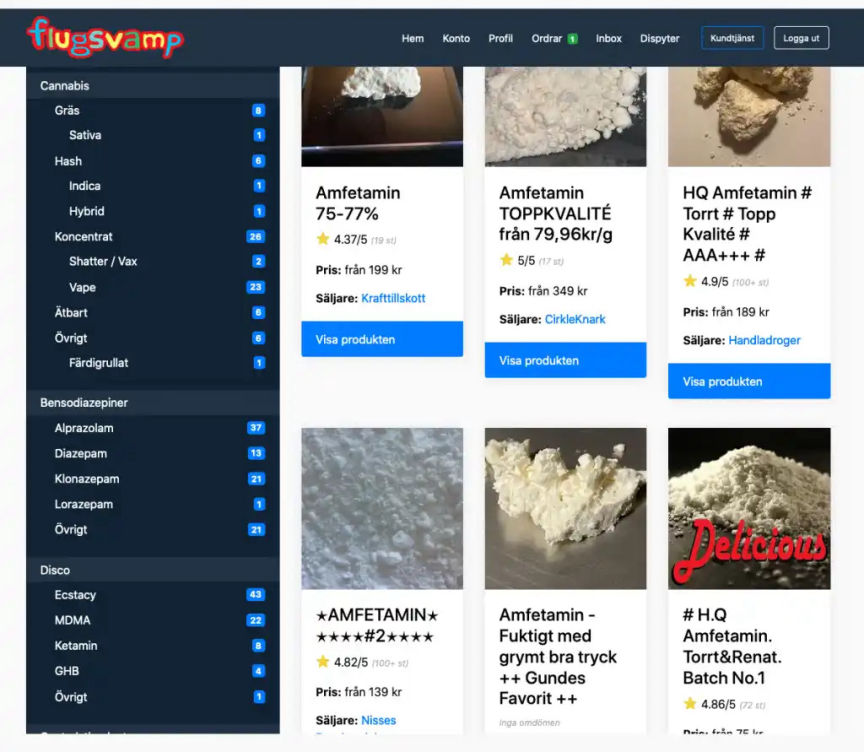 flugsvamp
Hem Konto Profil Ordrar 1 Inbox Dispyter Kundtjänst Logga ut
Cannabis
Gräs 8
Sativa 1
Hash 6
Indica 1
Hybrid 1
Koncentrat 26
Shatter / Vax 2
Vape 23
Ätbart 6
Övrigt 6
Färdigrullat 1
Bensodiazepiner
Alprazolam 37
Diazepam 13
Klonazepam 21
Lorazepam 1
Övrigt 21
Disco
Ecstacy 43
MDMA 22
Ketamin 8
GHB 4
Övrigt 1
Amfetamin
75-77%
4.37/5 (19 st)
Pris: från 199 kr
Säljare: Krafttillskott
Visa produkten
Amfetamin
TOPPKVALITÉ
från 79,96kr/g
5/5 (17 st)
Pris: från 349 kr
Säljare: CirkleKnark
Visa produkten
HQ Amfetamin #
Torrt # Topp
Kvalité #
AAA+++ #
4.9/5 (100+ st)
Pris: från 189 kr
Säljare: Handladroger
Visa produkten
★AMFETAMIN★
★★★★#2★★★★
4.82/5 (100+ st)
Pris: från 139 kr
Säljare: Nisses
Amfetamin -
Fuktigt med
grymt bra tryck
++ Gundes
Favorit ++
Inga omdömen
Delicious
# H.Q
Amfetamin.
Torrt&Renat.
Batch No.1
4.86/5 (72 st)
Pris: från 75 kr